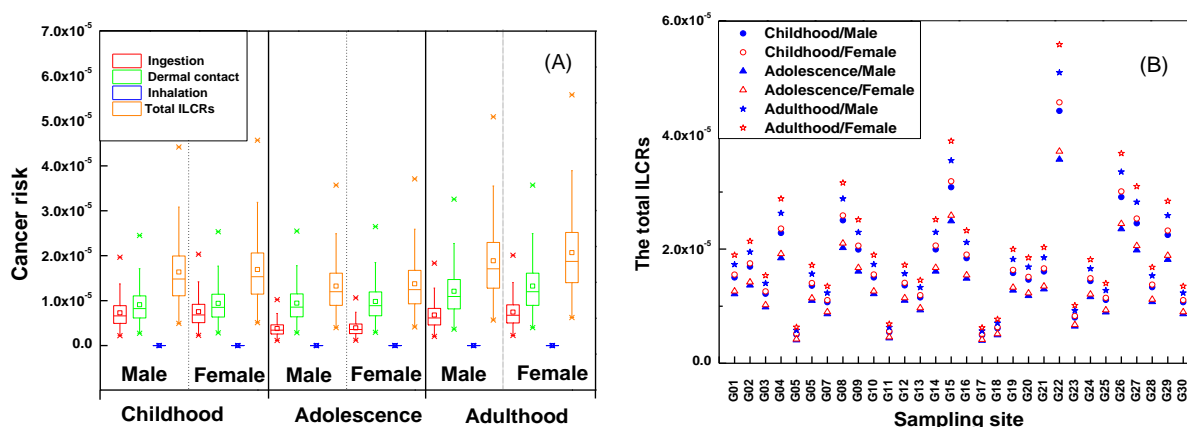 7.0x10⁻⁵
6.0x10⁻⁵
5.0x10⁻⁵
4.0x10⁻⁵
3.0x10⁻⁵
2.0x10⁻⁵
1.0x10⁻⁵
0.0
Cancer risk
Ingestion
Dermal contact
Inhalation
Total ILCRs
(A)
Male Female Male Female Male Female
Childhood Adolescence Adulthood
6.0x10⁻⁵
4.0x10⁻⁵
2.0x10⁻⁵
0.0
The total ILCRs
Childhood/Male
Childhood/Female
Adolescence/Male
Adolescence/Female
Adulthood/Male
Adulthood/Female
(B)
G01 G02 G03 G04 G05 G05 G07 G08 G09 G10 G11 G12 G13 G14 G15 G16 G17 G18 G19 G20 G21 G22 G23 G24 G25 G26 G27 G28 G29 G30
Sampling site